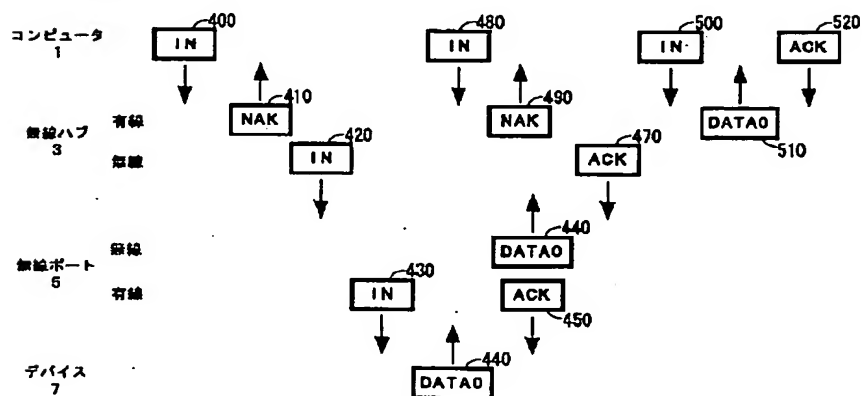 400 480 500 520
コンピュータ IN IN IN ACK
1
410 490
有線 NAK NAK DATA0
無線ハブ 420 470 510
3 無線 IN ACK
440
無線 DATA0
無線ポート 430
5 有線 IN ACK
450
440
デバイス
7 DATA0